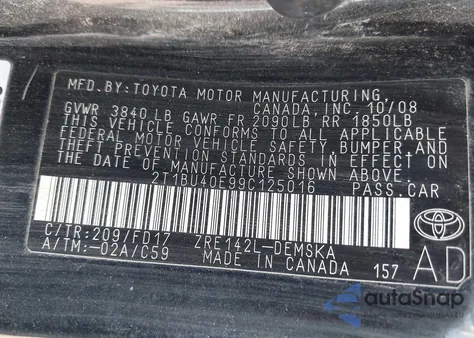 MFD. BY: TOYOTA MOTOR MANUFACTURING
CANADA, INC. 10/08
GVWR 3840 LB GAWR FR 2090LB RR 1850LB
THIS VEHICLE CONFORMS TO ALL APPLICABLE
FEDERAL MOTOR VEHICLE SAFETY, BUMPER, AND
THEFT PREVENTION STANDARDS IN EFFECT ON
THE DATE OF MANUFACTURE SHOWN ABOVE.
2T1BU40E99C125016 PASS. CAR
C/TR: 209/FD17 ZRE142L-DEMSKA
A/TM: -02A/C59 MADE IN CANADA 157 AD
autoSnap